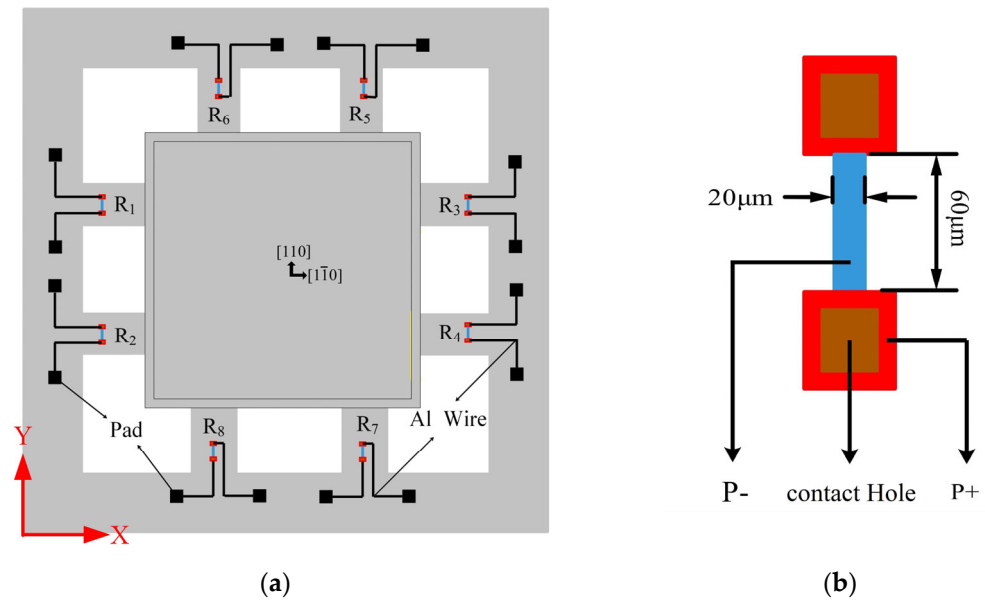 R₆
R₅
R₁
R₃
[110]
[11̄0]
R₂
R₄
R₈
R₇
Pad
Al Wire
Y
X
(a)
20μm
60μm
P-
contact Hole
P+
(b)